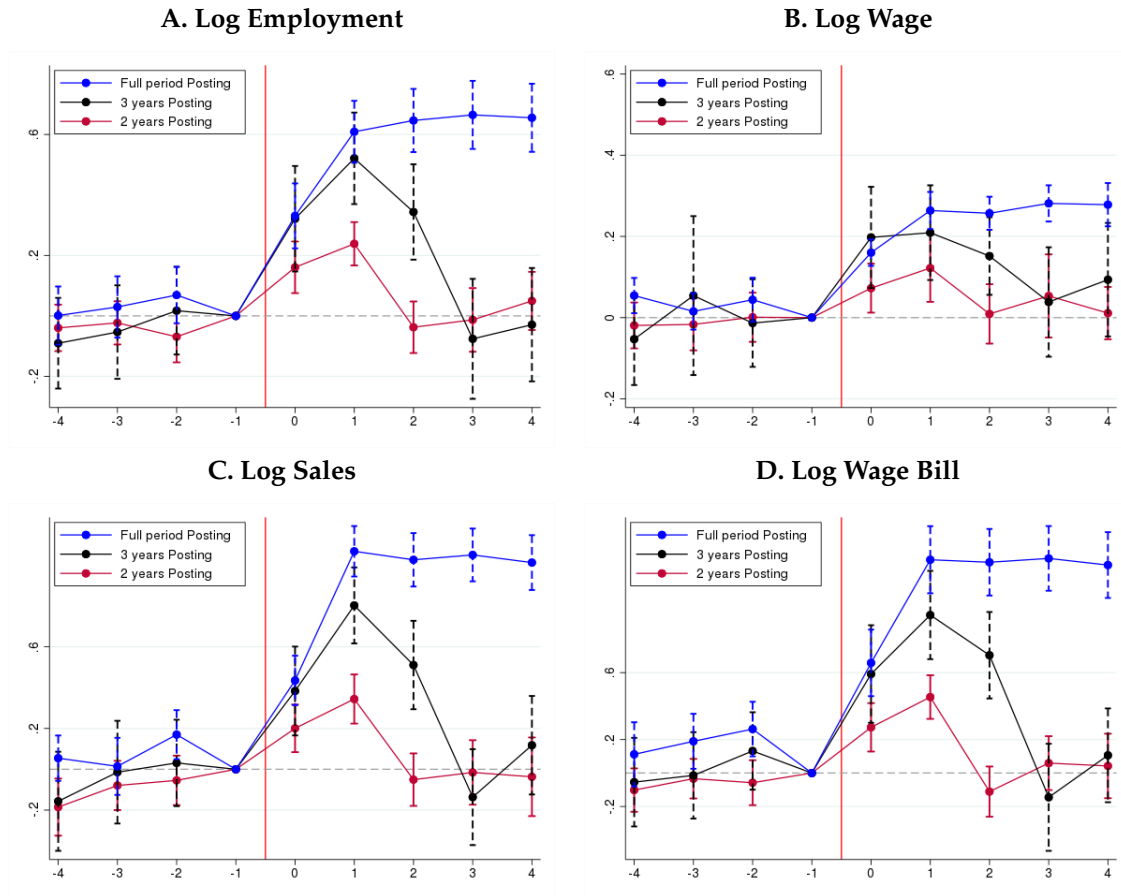 A. Log Employment
Full period Posting
3 years Posting
2 years Posting
.6
.2
-.2
-4 -3 -2 -1 0 1 2 3 4
B. Log Wage
Full period Posting
3 years Posting
2 years Posting
.6
.4
.2
0
-.2
-4 -3 -2 -1 0 1 2 3 4
C. Log Sales
Full period Posting
3 years Posting
2 years Posting
.6
.2
-.2
-4 -3 -2 -1 0 1 2 3 4
D. Log Wage Bill
Full period Posting
3 years Posting
2 years Posting
.6
.2
-.2
-4 -3 -2 -1 0 1 2 3 4